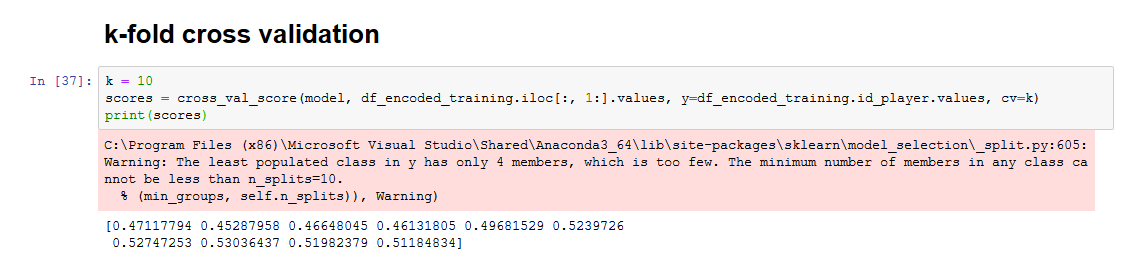 k-fold cross validation
In [37]: k = 10
scores = cross_val_score(model, df_encoded_training.iloc[:, 1:].values, y=df_encoded_training.id_player.values, cv=k)
print(scores)
C:\Program Files (x86)\Microsoft Visual Studio\Shared\Anaconda3_64\lib\site-packages\sklearn\model_selection\_split.py:605:
Warning: The least populated class in y has only 4 members, which is too few. The minimum number of members in any class ca
nnot be less than n_splits=10.
  % (min_groups, self.n_splits)), Warning)
[0.47117794 0.45287958 0.46648045 0.46131805 0.49681529 0.5239726
 0.52747253 0.53036437 0.51982379 0.51184834]